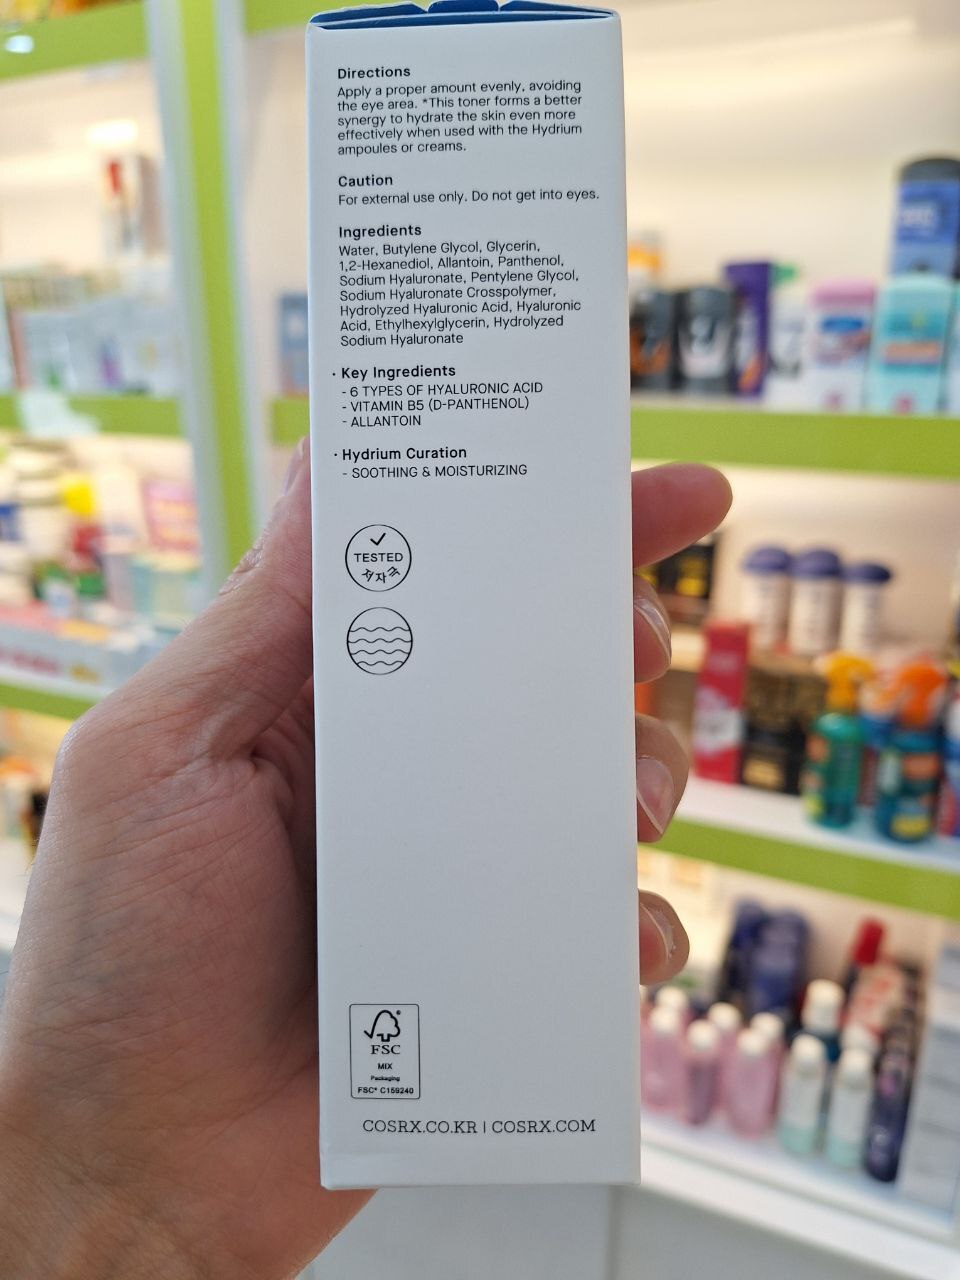 Directions
Apply a proper amount evenly, avoiding
the eye area. *This toner forms a better
synergy to hydrate the skin even more
effectively when used with the Hydrium
ampoules or creams.
Caution
For external use only. Do not get into eyes.
Ingredients
Water, Butylene Glycol, Glycerin,
1,2-Hexanediol, Allantoin, Panthenol,
Sodium Hyaluronate, Pentylene Glycol,
Sodium Hyaluronate Crosspolymer,
Hydrolyzed Hyaluronic Acid, Hyaluronic
Acid, Ethylhexylglycerin, Hydrolyzed
Sodium Hyaluronate
· Key Ingredients
- 6 TYPES OF HYALURONIC ACID
- VITAMIN B5 (D-PANTHENOL)
- ALLANTOIN
· Hydrium Curation
- SOOTHING & MOISTURIZING
TESTED
저자극
FSC
MIX
Packaging
FSC® C159240
COSRX.CO.KR | COSRX.COM